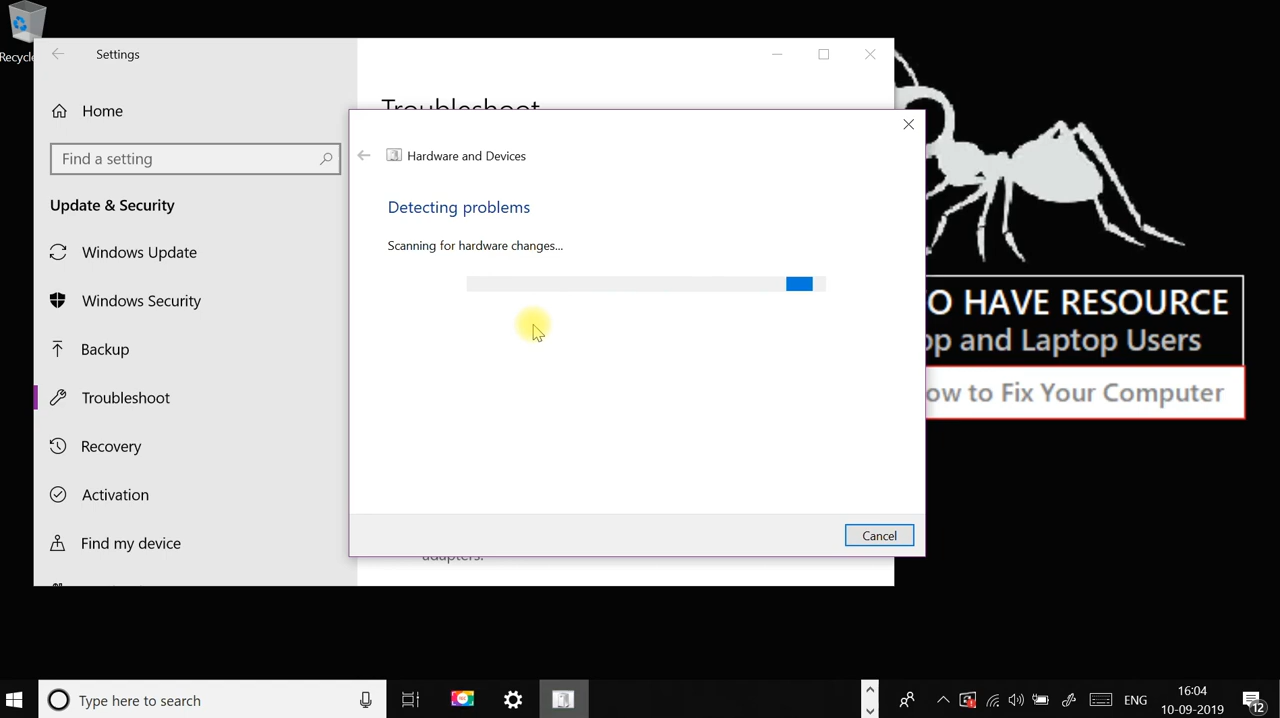 Recycle
Settings
Home
Find a setting
Update & Security
Windows Update
Windows Security
Backup
Troubleshoot
Recovery
Activation
Find my device
Troubleshoot
Hardware and Devices
Detecting problems
Scanning for hardware changes...
Cancel
adapters.
O HAVE RESOURCE
op and Laptop Users
ow to Fix Your Computer
Type here to search
ENG
16:04
10-09-2019
12